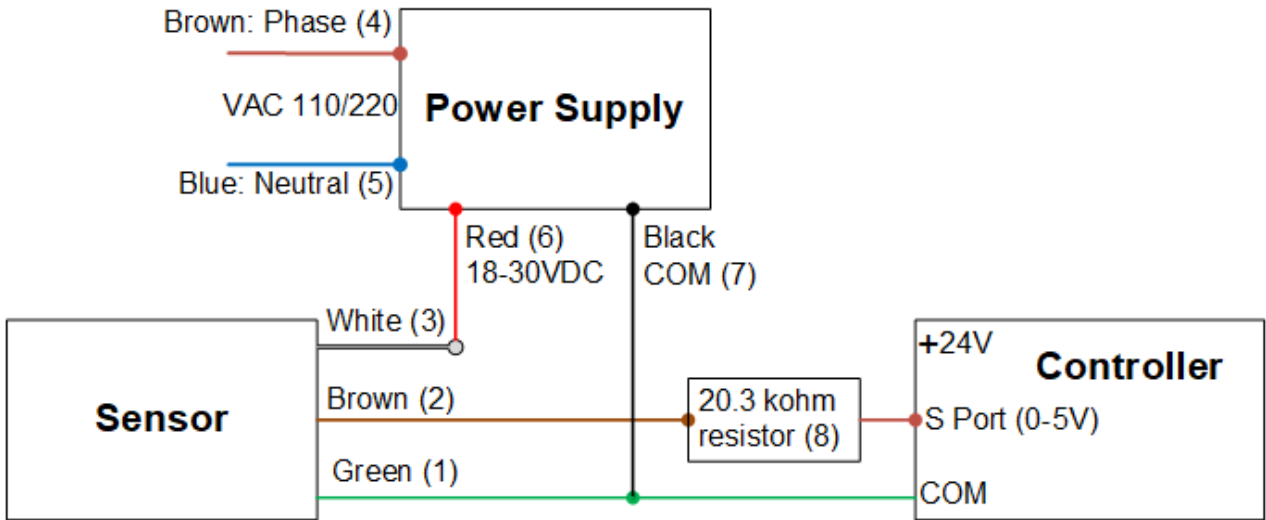 Brown: Phase (4)
VAC 110/220
Power Supply
Blue: Neutral (5)
Red (6)
18-30VDC
Black
COM (7)
White (3)
Sensor
Brown (2)
Green (1)
20.3 kohm
resistor (8)
+24V
Controller
S Port (0-5V)
COM